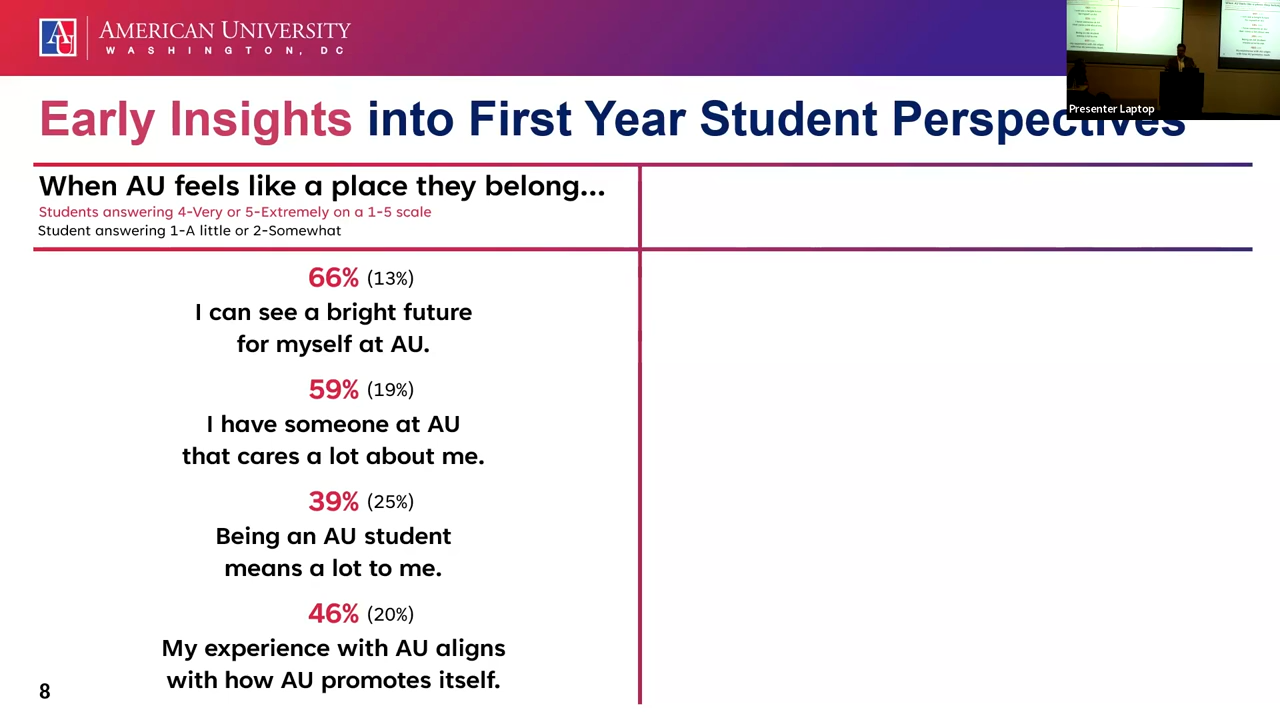 AMERICAN UNIVERSITY
WASHINGTON, DC
Presenter Laptop
Early Insights into First Year Student Perspectives
When AU feels like a place they belong...
Students answering 4-Very or 5-Extremely on a 1-5 scale
Student answering 1-A little or 2-Somewhat
66% (13%)
I can see a bright future
for myself at AU.
59% (19%)
I have someone at AU
that cares a lot about me.
39% (25%)
Being an AU student
means a lot to me.
46% (20%)
My experience with AU aligns
with how AU promotes itself.
8